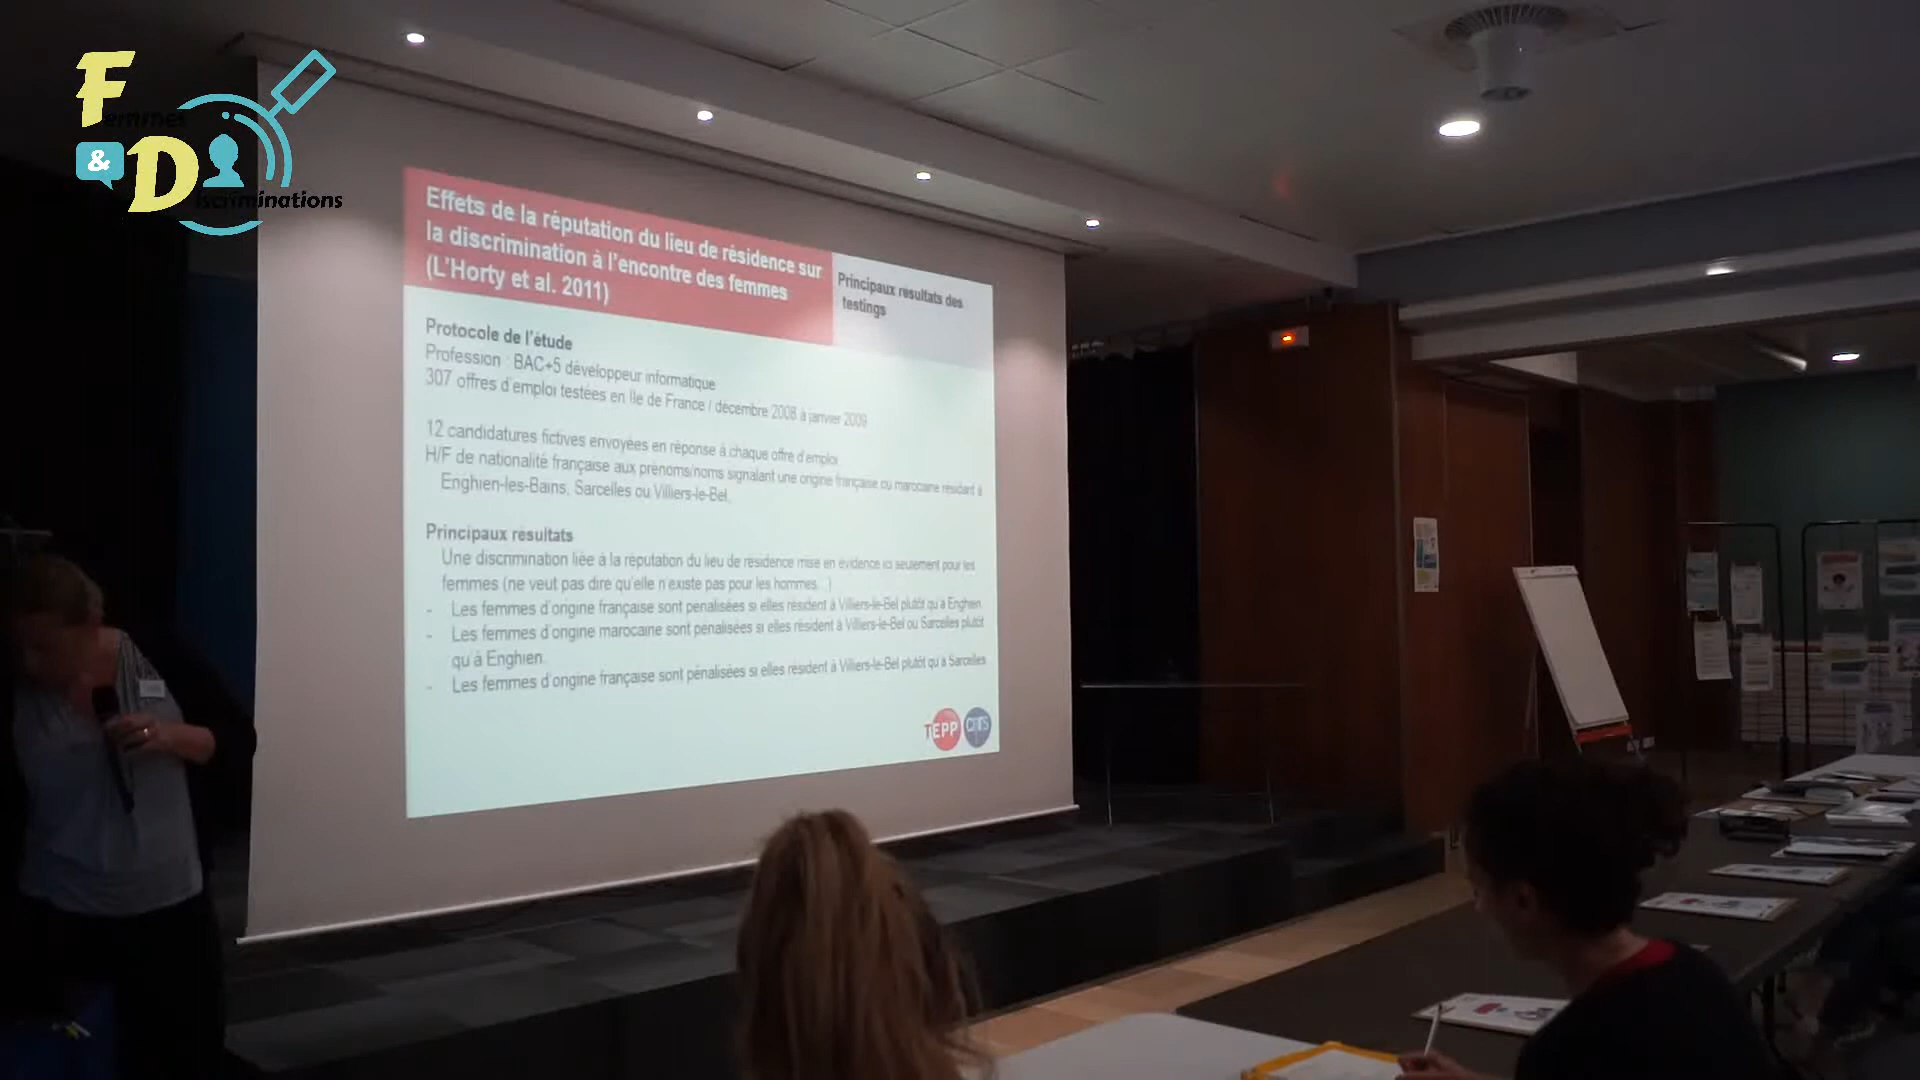 Femmes
& Discriminations
Effets de la réputation du lieu de résidence sur
la discrimination à l'encontre des femmes
(L'Horty et al. 2011)
Principaux résultats des
testings
Protocole de l'étude
Profession : BAC+5 développeur informatique
307 offres d'emploi testées en Ile de France / décembre 2008 à janvier 2009
12 candidatures fictives envoyées en réponse à chaque offre d'emploi
H/F de nationalité française aux prénoms/noms signalant une origine française ou marocaine résidant à
Enghien-les-Bains, Sarcelles ou Villiers-le-Bel.
Principaux résultats
Une discrimination liée à la réputation du lieu de résidence mise en évidence ici seulement pour les
femmes (ne veut pas dire qu'elle n'existe pas pour les hommes...)
- Les femmes d'origine française sont pénalisées si elles résident à Villiers-le-Bel plutôt qu'à Enghien.
- Les femmes d'origine marocaine sont pénalisées si elles résident à Villiers-le-Bel ou Sarcelles plutôt
qu'à Enghien.
- Les femmes d'origine française sont pénalisées si elles résident à Villiers-le-Bel plutôt qu'à Sarcelles
TEPP CNRS